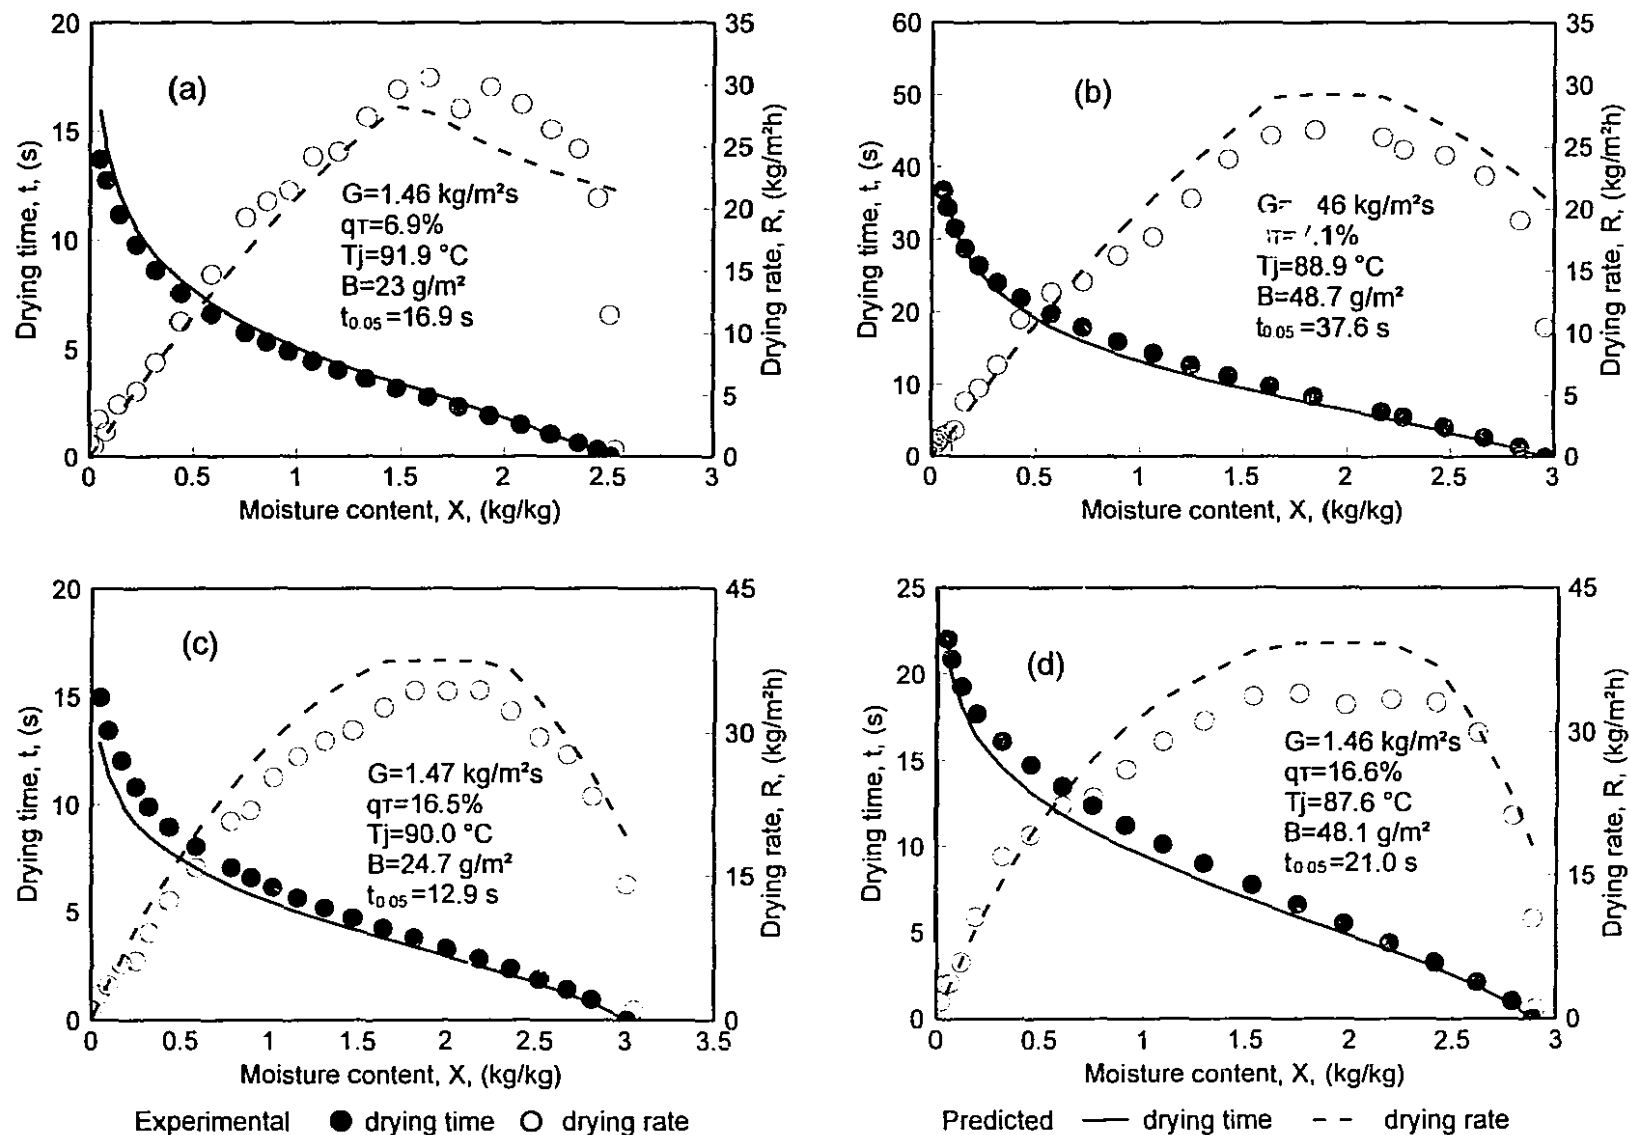 20
15
10
5
0
Drying time, t, (s)
35
30
25
20
15
10
5
0
Drying rate, R, (kg/m²h)
(a)
G=1.46 kg/m²s
qT=6.9%
Tj=91.9 °C
B=23 g/m²
t0.05=16.9 s
0 0.5 1 1.5 2 2.5 3
Moisture content, X, (kg/kg)
60
50
40
30
20
10
0
Drying time, t, (s)
35
30
25
20
15
10
5
0
Drying rate, R, (kg/m²h)
(b)
46 kg/m²s
.1%
Tj=88.9 °C
B=48.7 g/m²
t0.05=37.6 s
0 0.5 1 1.5 2 2.5 3
Moisture content, X, (kg/kg)
20
15
10
5
0
Drying time, t, (s)
45
30
15
0
Drying rate, R, (kg/m²h)
(c)
G=1.47 kg/m²s
qT=16.5%
Tj=90.0 °C
B=24.7 g/m²
t0.05=12.9 s
0 0.5 1 1.5 2 2.5 3 3.5
Moisture content, X, (kg/kg)
25
20
15
10
5
0
Drying time, t, (s)
45
30
15
0
Drying rate, R, (kg/m²h)
(d)
G=1.46 kg/m²s
qT=16.6%
Tj=87.6 °C
B=48.1 g/m²
t0.05=21.0 s
0 0.5 1 1.5 2 2.5 3
Moisture content, X, (kg/kg)
Experimental drying time drying rate Predicted drying time drying rate